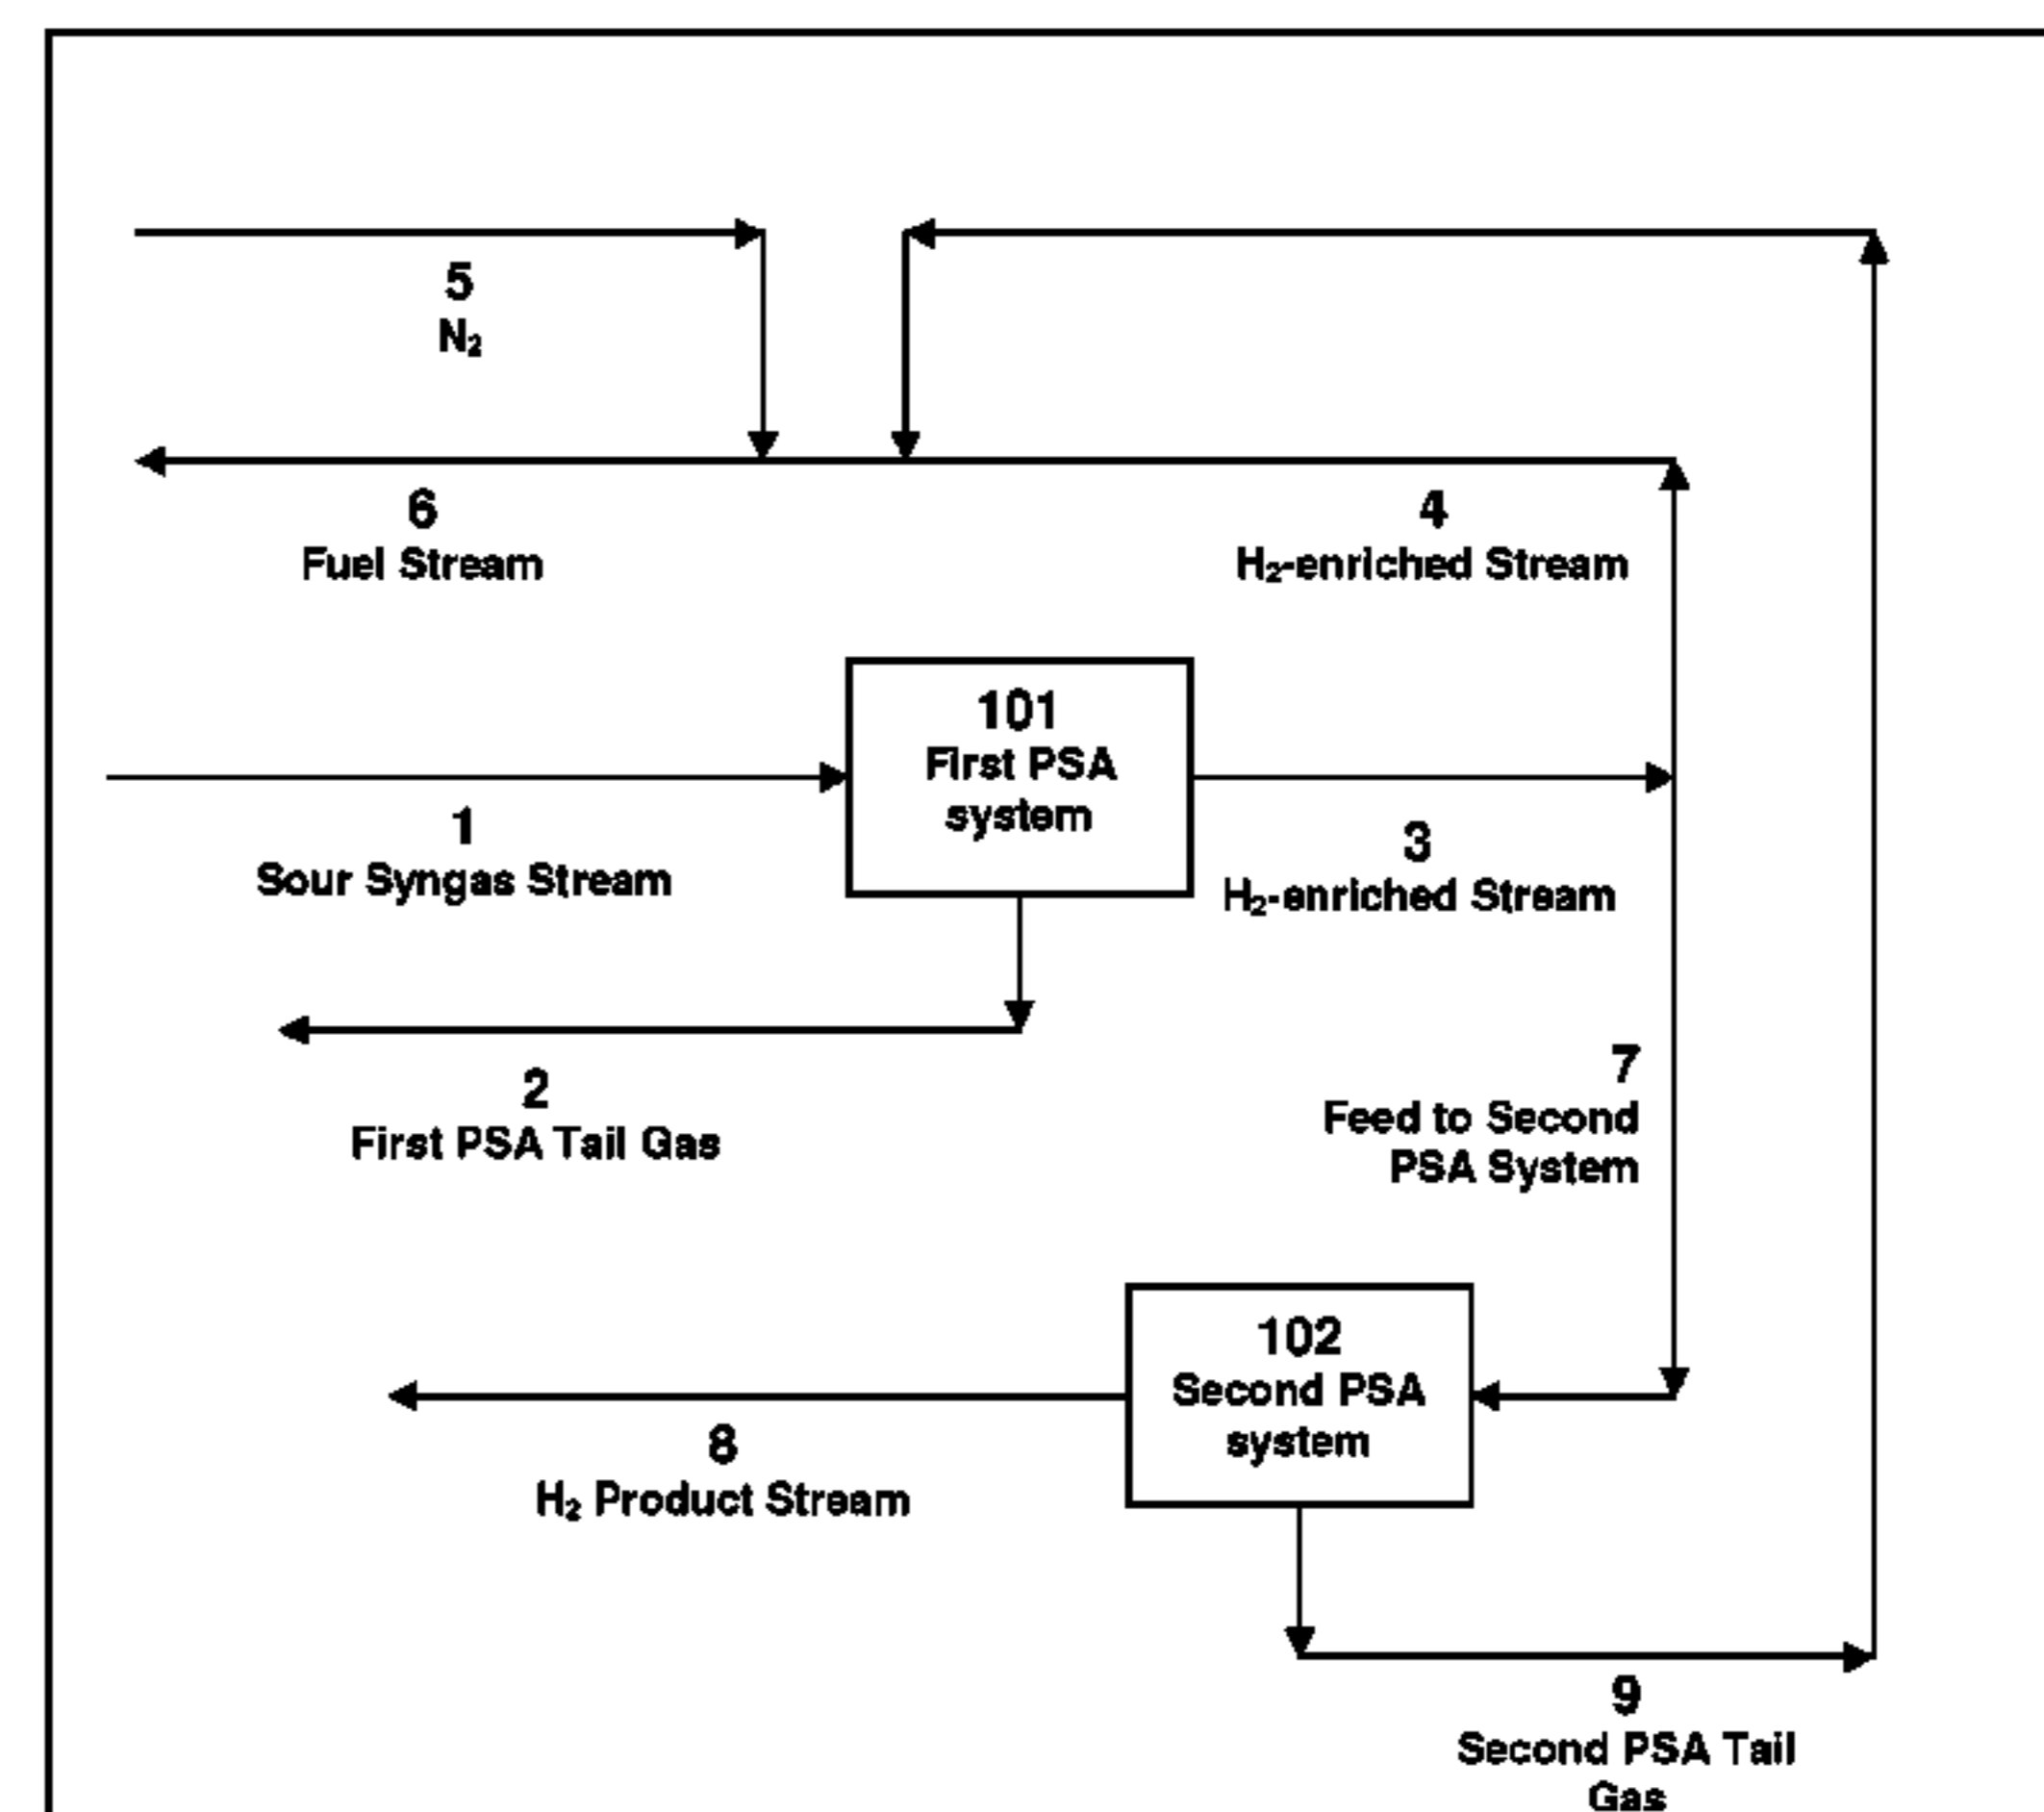 5
N₂
6
Fuel Stream
4
H₂-enriched Stream
101
First PSA
system
1
Sour Syngas Stream
3
H₂-enriched Stream
2
First PSA Tail Gas
7
Feed to Second
PSA System
102
Second PSA
system
8
H₂ Product Stream
9
Second PSA Tail
Gas